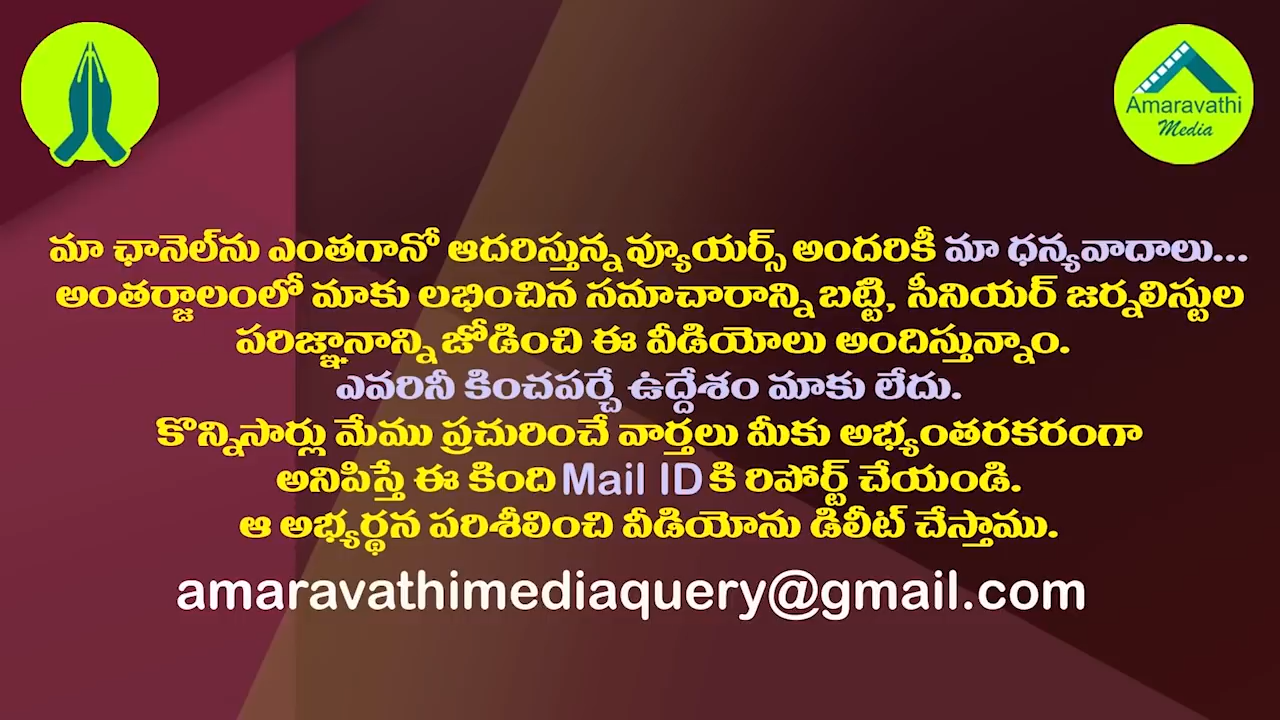 Amaravathi
Media
మా ఛానెల్‌ను ఎంతగానో ఆదరిస్తున్న వ్యూయర్స్ అందరికీ మా ధన్యవాదాలు...
అంతర్జాలంలో మాకు లభించిన సమాచారాన్ని బట్టి, సీనియర్ జర్నలిస్టుల
పరిజ్ఞానాన్ని జోడించి ఈ వీడియోలు అందిస్తున్నాం.
ఎవరినీ కించపర్చే ఉద్దేశం మాకు లేదు.
కొన్నిసార్లు మేము ప్రచురించే వార్తలు మీకు అభ్యంతరకరంగా
అనిపిస్తే ఈ కింది Mail ID కి రిపోర్ట్ చేయండి.
ఆ అభ్యర్థన పరిశీలించి వీడియోను డిలీట్ చేస్తాము.
amaravathimediaquery@gmail.com